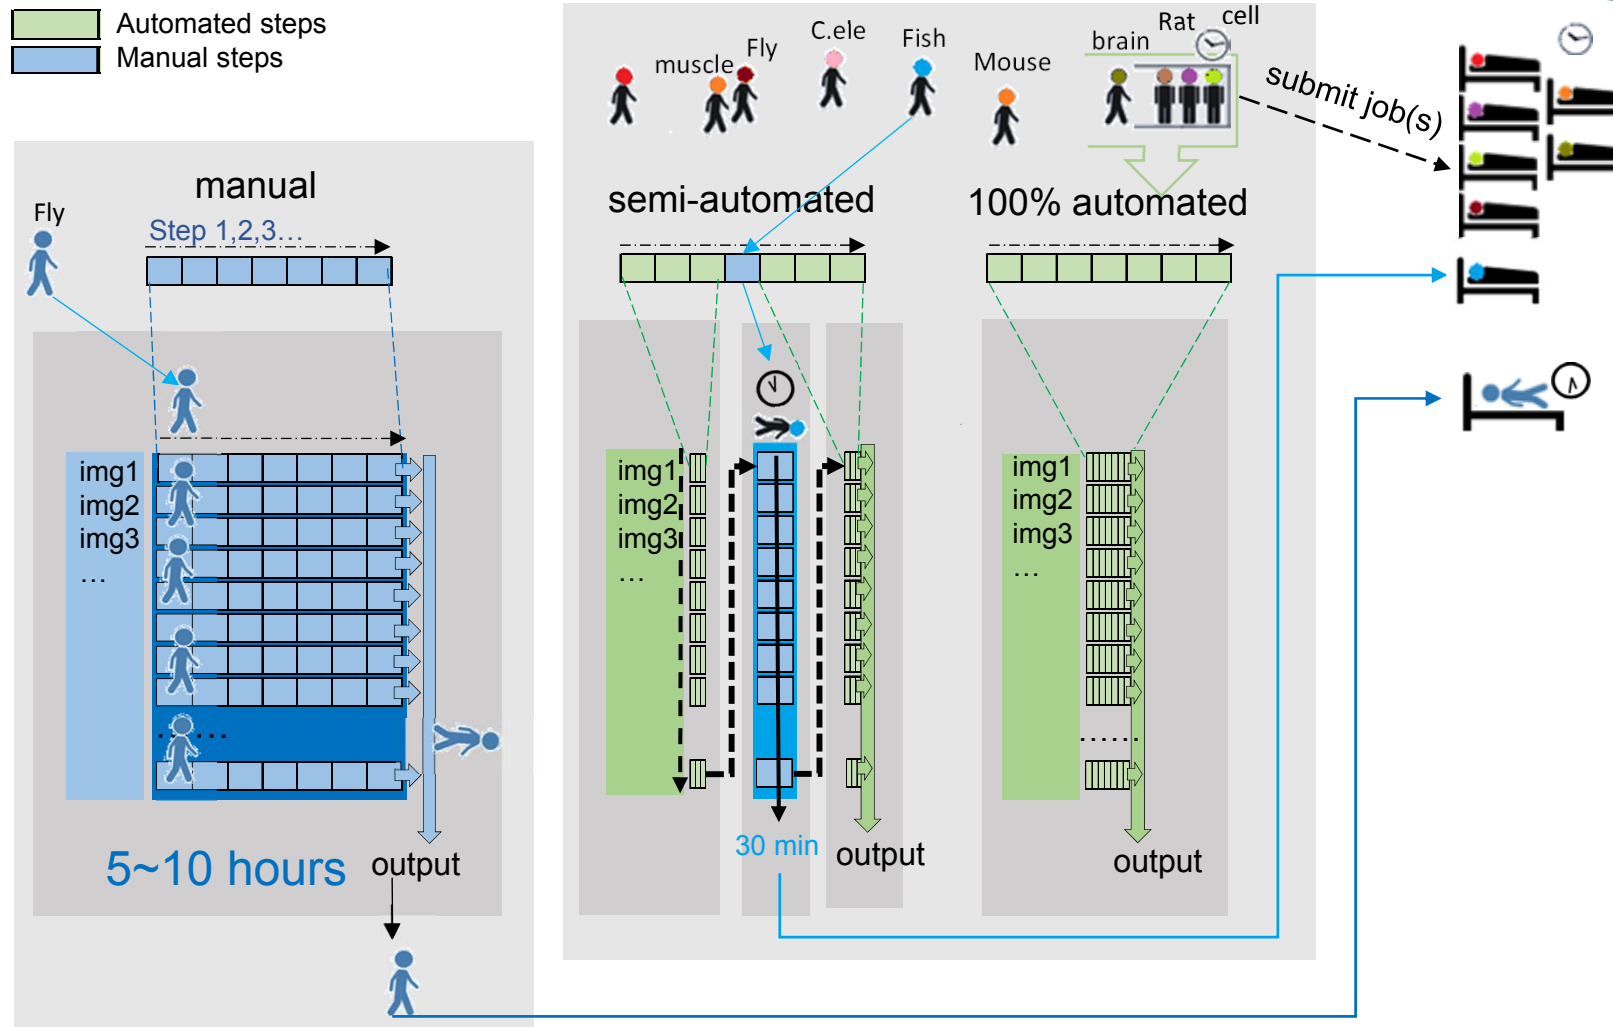 Automated steps
Manual steps
muscle
Fly
C.ele
Fish
Mouse
brain
Rat
cell
submit job(s)
manual
Fly
Step 1,2,3...
img1
img2
img3
...
......
5~10 hours
output
semi-automated
img1
img2
img3
...
30 min
output
100% automated
img1
img2
img3
...
......
output